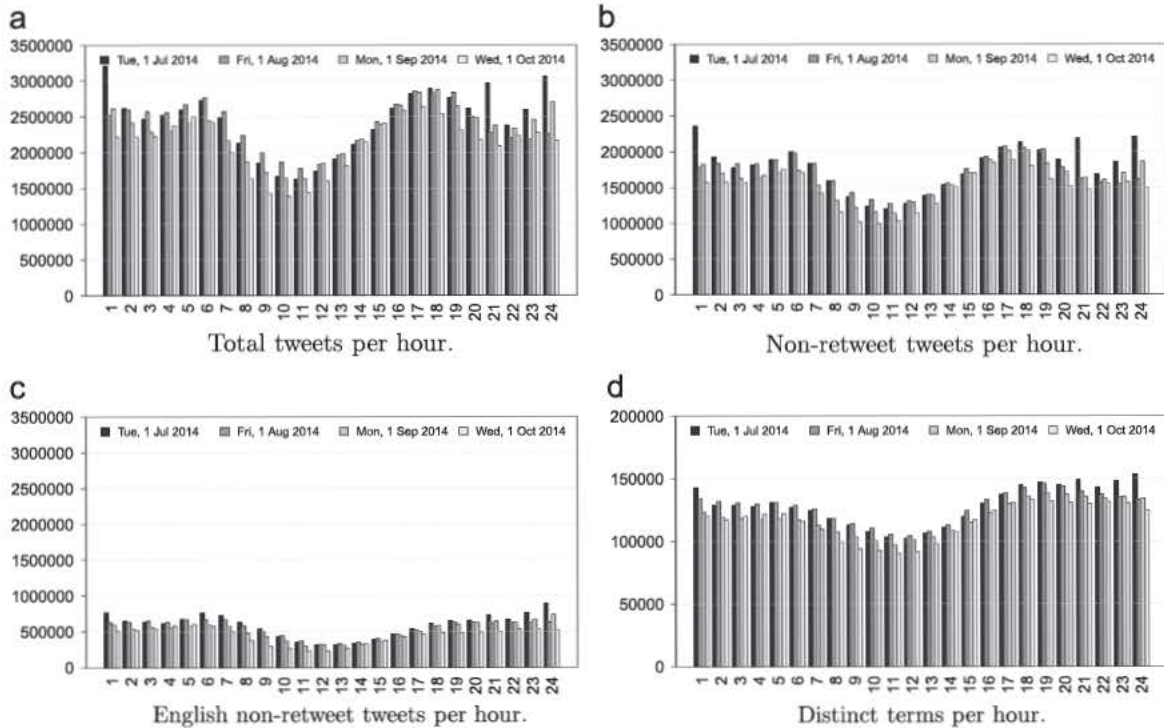 a
3500000
3000000
2500000
2000000
1500000
1000000
500000
0
Tue, 1 Jul 2014 Fri, 1 Aug 2014 Mon, 1 Sep 2014 Wed, 1 Oct 2014
1 2 3 4 5 6 7 8 9 10 11 12 13 14 15 16 17 18 19 20 21 22 23 24
Total tweets per hour.
b
3500000
3000000
2500000
2000000
1500000
1000000
500000
0
Tue, 1 Jul 2014 Fri, 1 Aug 2014 Mon, 1 Sep 2014 Wed, 1 Oct 2014
1 2 3 4 5 6 7 8 9 10 11 12 13 14 15 16 17 18 19 20 21 22 23 24
Non-retweet tweets per hour.
c
3500000
3000000
2500000
2000000
1500000
1000000
500000
0
Tue, 1 Jul 2014 Fri, 1 Aug 2014 Mon, 1 Sep 2014 Wed, 1 Oct 2014
1 2 3 4 5 6 7 8 9 10 11 12 13 14 15 16 17 18 19 20 21 22 23 24
English non-retweet tweets per hour.
d
200000
150000
100000
50000
0
Tue, 1 Jul 2014 Fri, 1 Aug 2014 Mon, 1 Sep 2014 Wed, 1 Oct 2014
1 2 3 4 5 6 7 8 9 10 11 12 13 14 15 16 17 18 19 20 21 22 23 24
Distinct terms per hour.